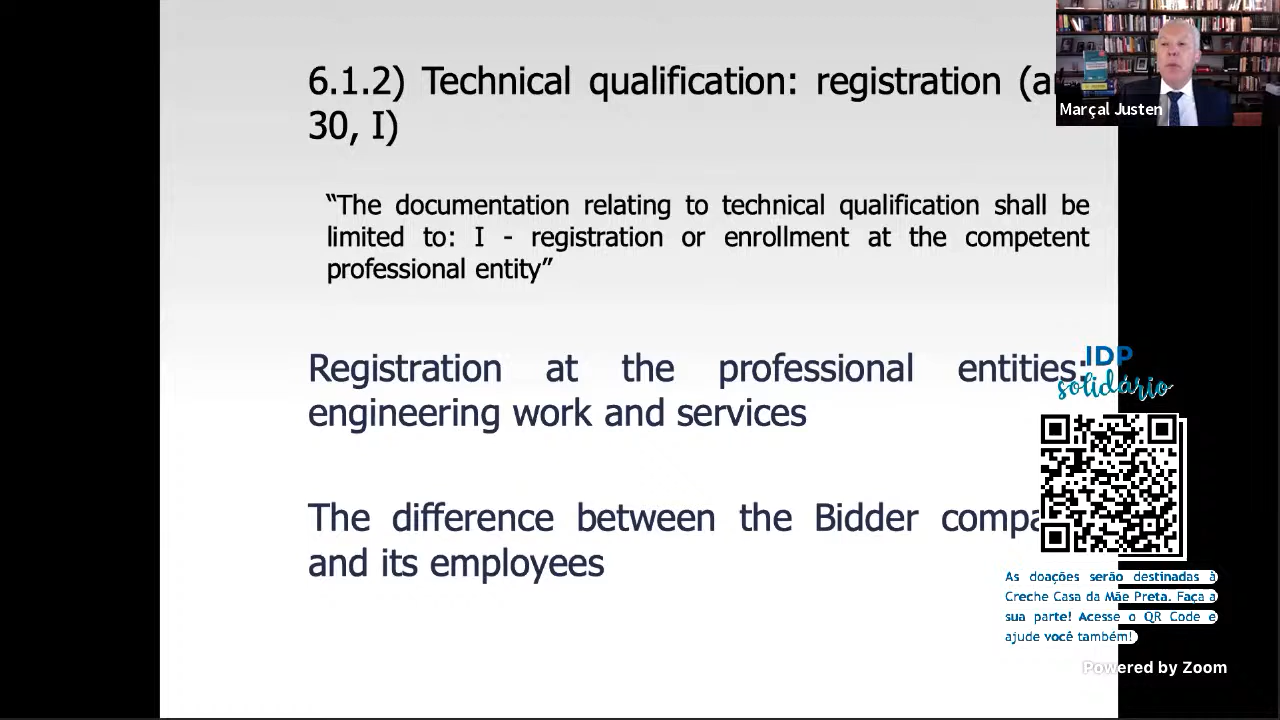 6.1.2) Technical qualification: registration
30, I)
Marçal Justen
“The documentation relating to technical qualification shall be
limited to: I - registration or enrollment at the competent
professional entity”
Registration at the professional entities:
engineering work and services
IDP
solidário
The difference between the Bidder
and its employees
As doações serão destinadas à
Creche Casa da Mãe Preta. Faça a
sua parte! Acesse o QR Code e
ajude você também!
Powered by Zoom